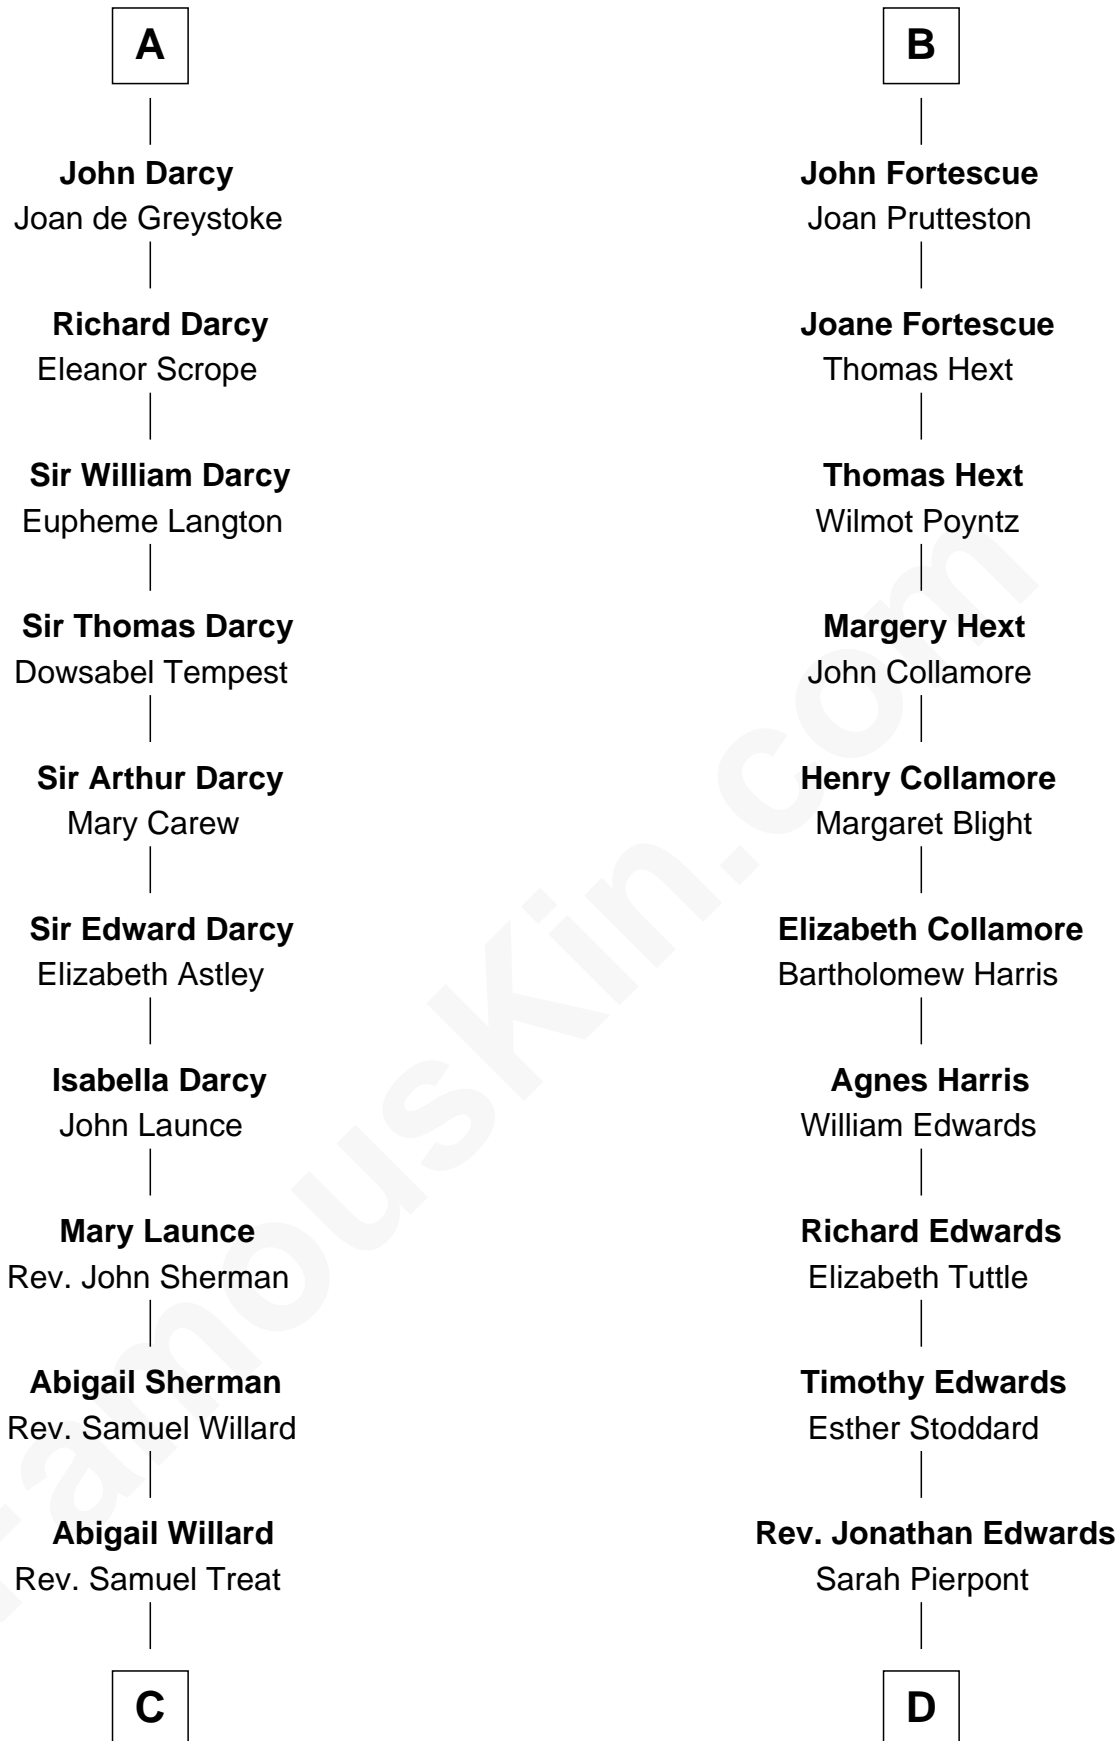 A
John Darcy
Joan de Greystoke
Richard Darcy
Eleanor Scrope
Sir William Darcy
Eupheme Langton
Sir Thomas Darcy
Dowsabel Tempest
Sir Arthur Darcy
Mary Carew
Sir Edward Darcy
Elizabeth Astley
Isabella Darcy
John Launce
Mary Launce
Rev. John Sherman
Abigail Sherman
Rev. Samuel Willard
Abigail Willard
Rev. Samuel Treat
C
B
John Fortescue
Joan Prutteston
Joane Fortescue
Thomas Hext
Thomas Hext
Wilmot Poyntz
Margery Hext
John Collamore
Henry Collamore
Margaret Blight
Elizabeth Collamore
Bartholomew Harris
Agnes Harris
William Edwards
Richard Edwards
Elizabeth Tuttle
Timothy Edwards
Esther Stoddard
Rev. Jonathan Edwards
Sarah Pierpont
D
FamousKin.com